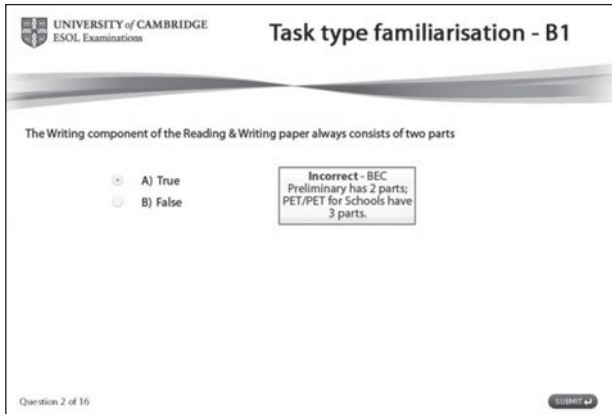 UNIVERSITY of CAMBRIDGE
ESOL Examinations
Task type familiarisation - B1
The Writing component of the Reading & Writing paper always consists of two parts
A) True
B) False
Incorrect - BEC
Preliminary has 2 parts;
PET/PET for Schools have
3 parts.
Question 2 of 16
SUBMIT